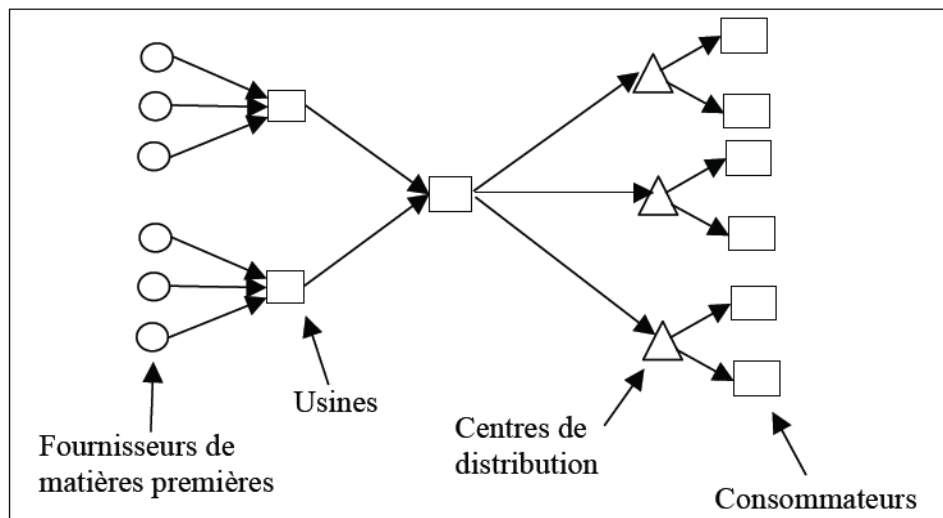 Usines
Fournisseurs de
matières premières
Centres de
distribution
Consommateurs